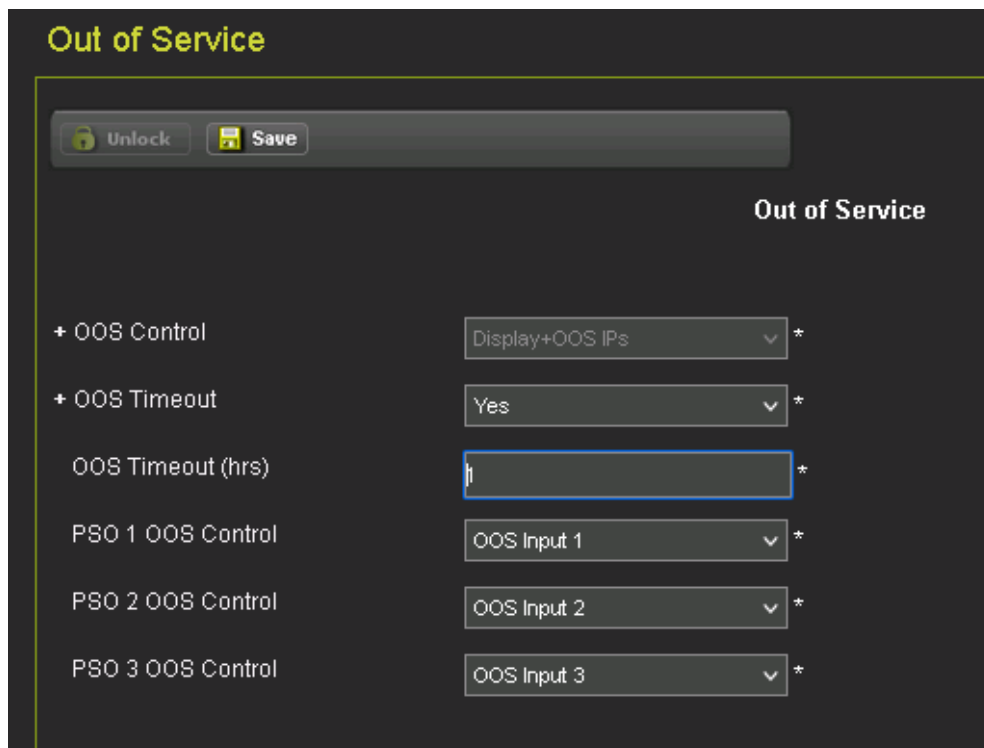 Out of Service
Unlock Save
Out of Service
+ OOS Control Display+OOS IPs *
+ OOS Timeout Yes *
OOS Timeout (hrs) 1 *
PSO 1 OOS Control OOS Input 1 *
PSO 2 OOS Control OOS Input 2 *
PSO 3 OOS Control OOS Input 3 *